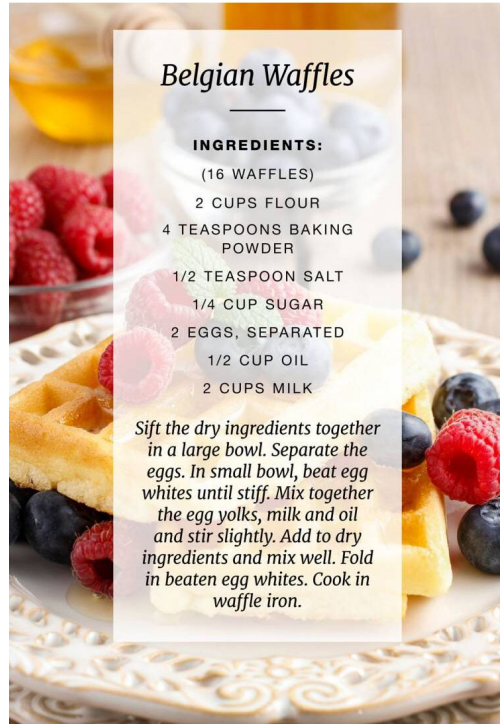 Belgian Waffles
INGREDIENTS:
(16 WAFFLES)
2 CUPS FLOUR
4 TEASPOONS BAKING
POWDER
1/2 TEASPOON SALT
1/4 CUP SUGAR
2 EGGS, SEPARATED
1/2 CUP OIL
2 CUPS MILK
Sift the dry ingredients together
in a large bowl. Separate the
eggs. In small bowl, beat egg
whites until stiff. Mix together
the egg yolks, milk and oil
and stir slightly. Add to dry
ingredients and mix well. Fold
in beaten egg whites. Cook in
waffle iron.